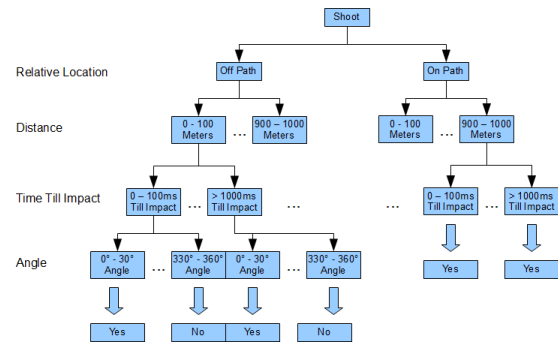 Shoot
Relative Location
Off Path
On Path
Distance
0 - 100
Meters
...
900 – 1000
Meters
0 - 100
Meters
...
900 – 1000
Meters
Time Till Impact
0 – 100ms
Till Impact
...
> 1000ms
Till Impact
...
...
0 – 100ms
Till Impact
...
> 1000ms
Till Impact
Angle
0° - 30°
Angle
...
330° - 360°
Angle
0° - 30°
Angle
...
330° - 360°
Angle
Yes
Yes
Yes
No
Yes
No